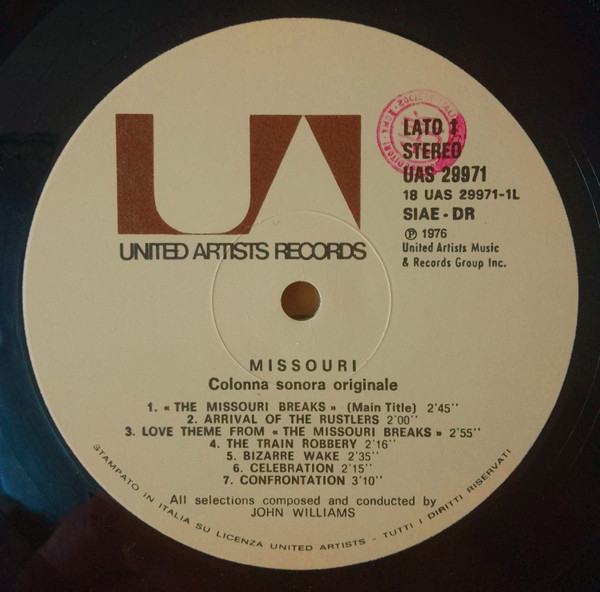 UA
UNITED ARTISTS RECORDS
LATO 1
STEREO
UAS 29971
18 UAS 29971-1L
SIAE - DR
℗ 1976
United Artists Music
& Records Group Inc.
MISSOURI
Colonna sonora originale
1. « THE MISSOURI BREAKS » (Main Title) 2'45''
2. ARRIVAL OF THE RUSTLERS 2'00''
3. LOVE THEME FROM « THE MISSOURI BREAKS » 2'55''
4. THE TRAIN ROBBERY 2'16''
5. BIZARRE WAKE 2'35''
6. CELEBRATION 2'15''
7. CONFRONTATION 3'10''
All selections composed and conducted by
JOHN WILLIAMS
STAMPATO IN ITALIA SU LICENZA UNITED ARTISTS - TUTTI I DIRITTI RISERVATI